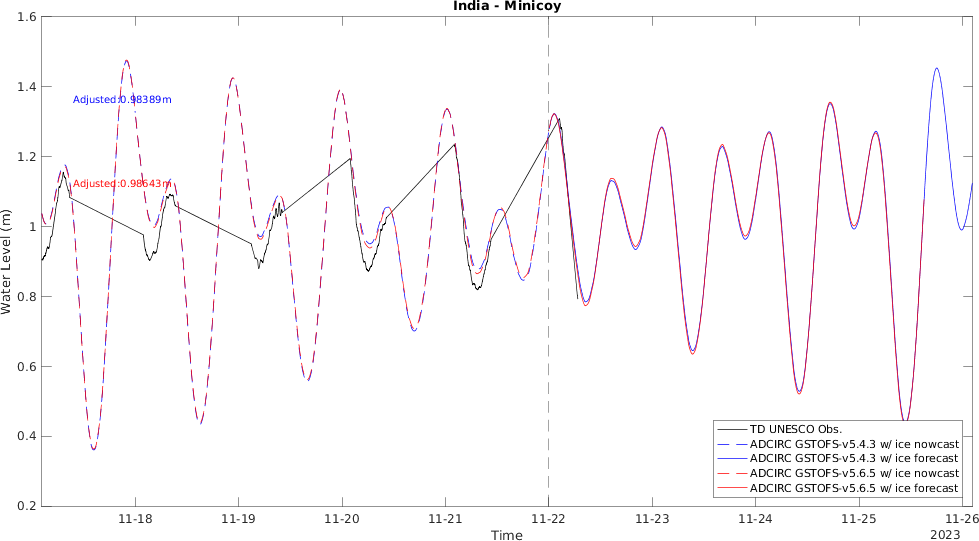 India - Minicoy
1.6
1.4
1.2
1
0.8
0.6
0.4
0.2
Water Level (m)
Adjusted:0.98389m
Adjusted:0.98643m
TD UNESCO Obs.
ADCIRC GSTOFS-v5.4.3 w/ ice nowcast
ADCIRC GSTOFS-v5.4.3 w/ ice forecast
ADCIRC GSTOFS-v5.6.5 w/ ice nowcast
ADCIRC GSTOFS-v5.6.5 w/ ice forecast
11-18 11-19 11-20 11-21 11-22 11-23 11-24 11-25 11-26
Time
2023